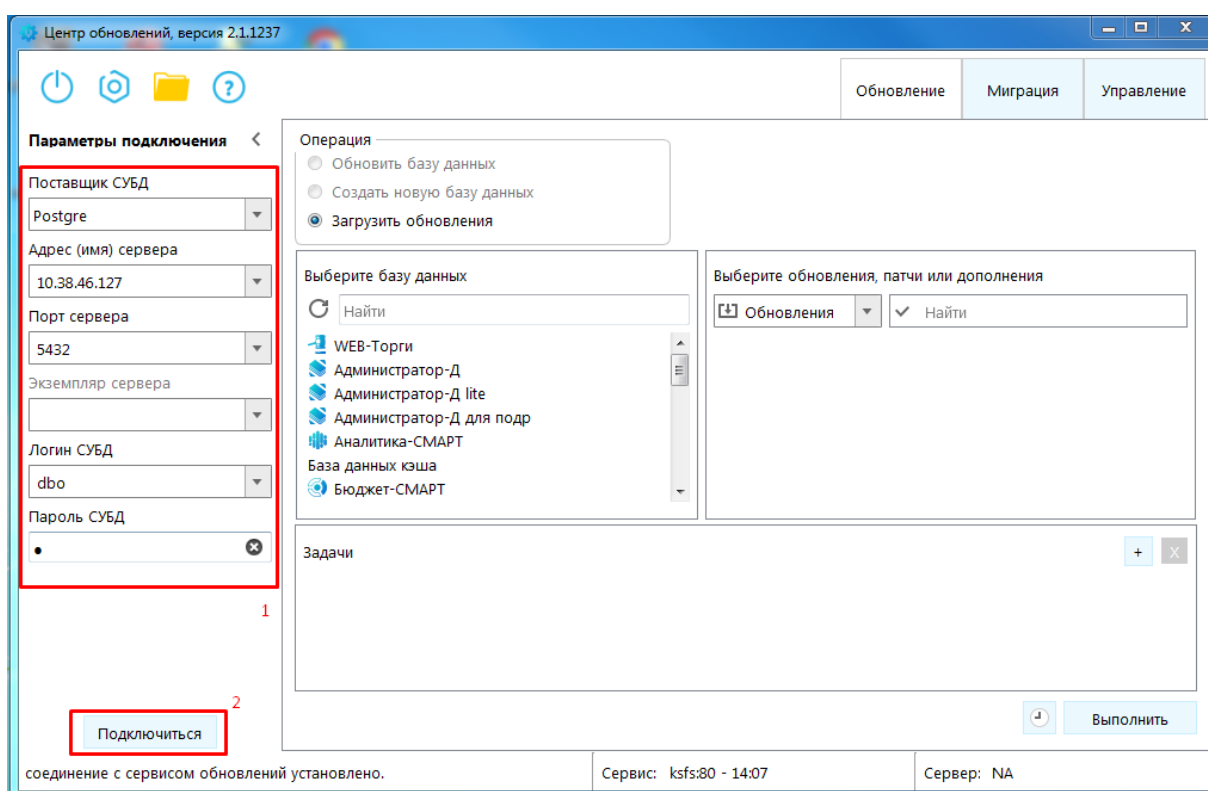 Центр обновлений, версия 2.1.1237
Обновление
Миграция
Управление
Параметры подключения
Поставщик СУБД
Postgre
Адрес (имя) сервера
10.38.46.127
Порт сервера
5432
Экземпляр сервера
Логин СУБД
dbo
Пароль СУБД
1
2
Подключиться
Операция
Обновить базу данных
Создать новую базу данных
Загрузить обновления
Выберите базу данных
Найти
WEB-Торги
Администратор-Д
Администратор-Д lite
Администратор-Д для подр
Аналитика-СМАРТ
База данных кэша
Бюджет-СМАРТ
Выберите обновления, патчи или дополнения
Обновления
Найти
Задачи
+ X
Выполнить
соединение с сервисом обновлений установлено.
Сервис: ksfs:80 - 14:07
Сервер: NA